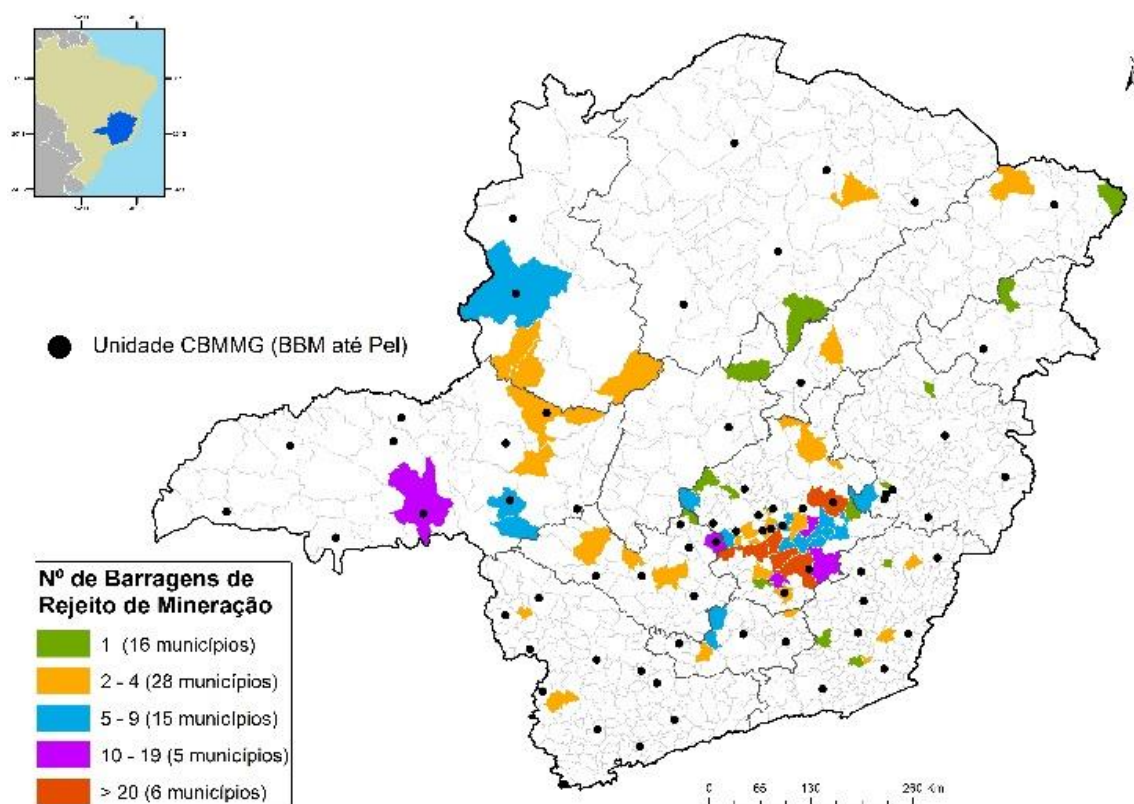 Unidade CBMMG (BBM até Pel)
Nº de Barragens de
Rejeito de Mineração
1 (16 municípios)
2 - 4 (28 municípios)
5 - 9 (15 municípios)
10 - 19 (5 municípios)
> 20 (6 municípios)
0 65 130 260 Km